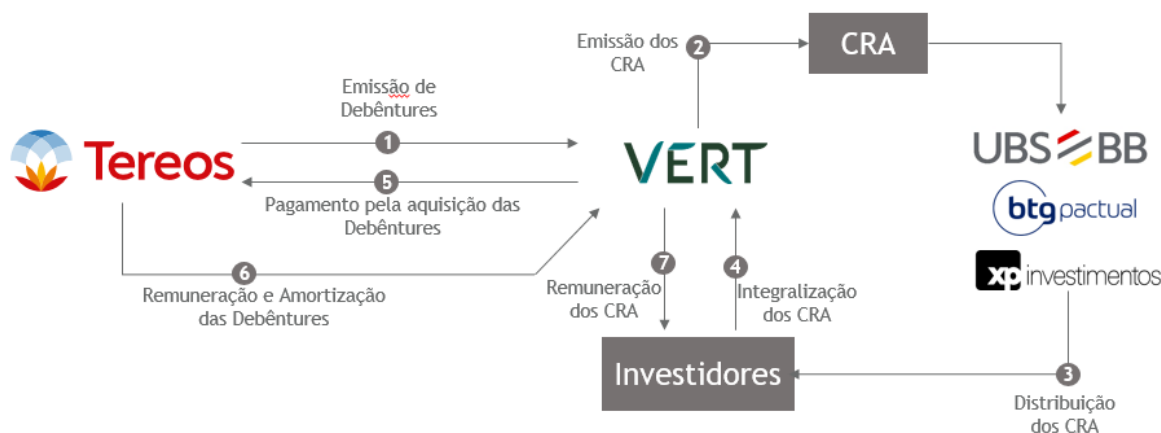 Emissão dos
CRA
2
CRA
Emissão de
Debêntures
1
Tereos
VERT
UBS BB
5
Pagamento pela aquisição das
Debêntures
btg pactual
6
Remuneração e Amortização
das Debêntures
7
Remuneração
dos CRA
4
Integralização
dos CRA
xp investimentos
Investidores
3
Distribuição
dos CRA